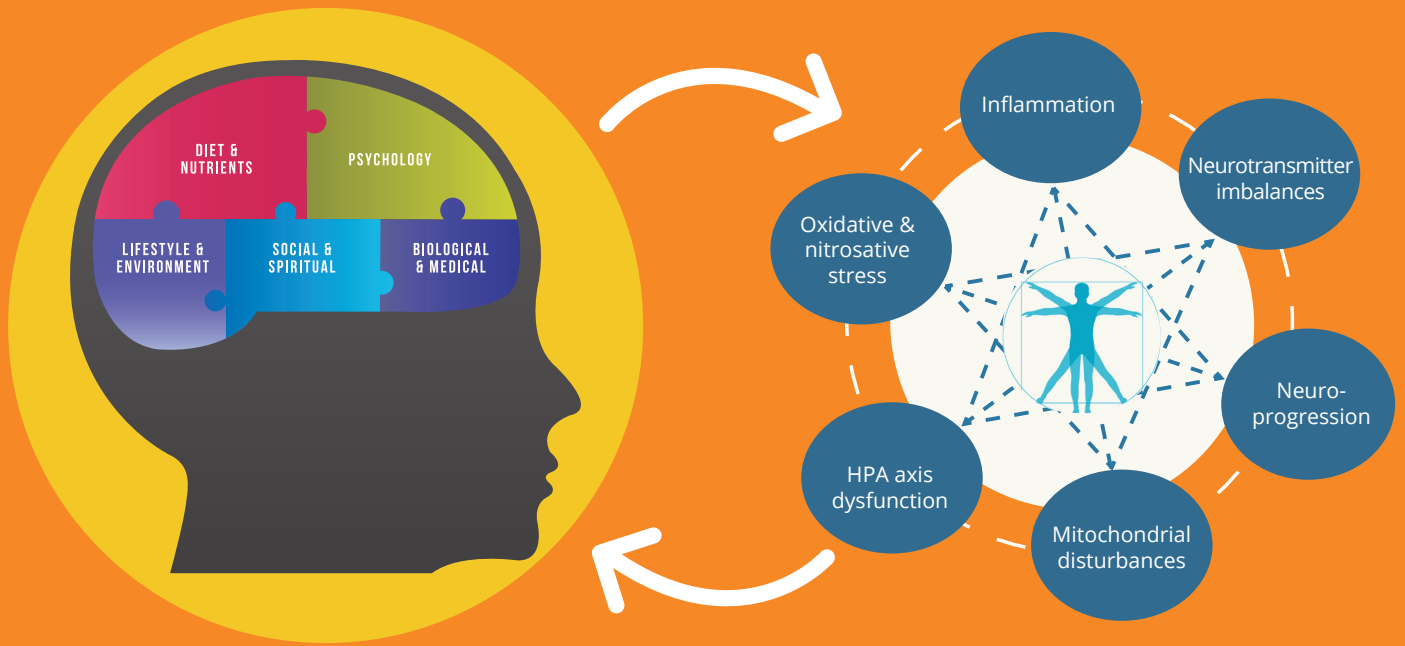 DIET &
NUTRIENTS
PSYCHOLOGY
LIFESTYLE &
ENVIRONMENT
SOCIAL &
SPIRITUAL
BIOLOGICAL
& MEDICAL
Inflammation
Neurotransmitter
imbalances
Oxidative &
nitrosative
stress
Neuro-
progression
HPA axis
dysfunction
Mitochondrial
disturbances